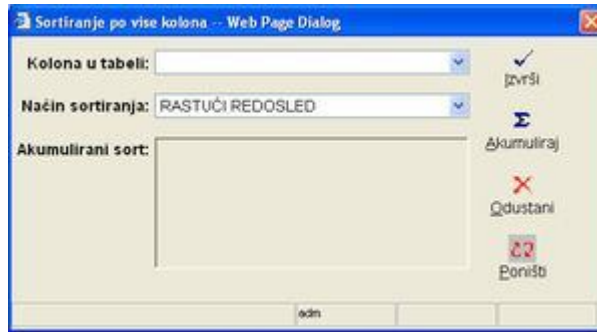 Sortiranje po vise kolona -- Web Page Dialog
Kolona u tabeli:
Izvrši
Način sortiranja: RASTUĆI REDOSLED
Akumulirani sort:
Σ
Akumuliraj
Odustani
Poništi
adm